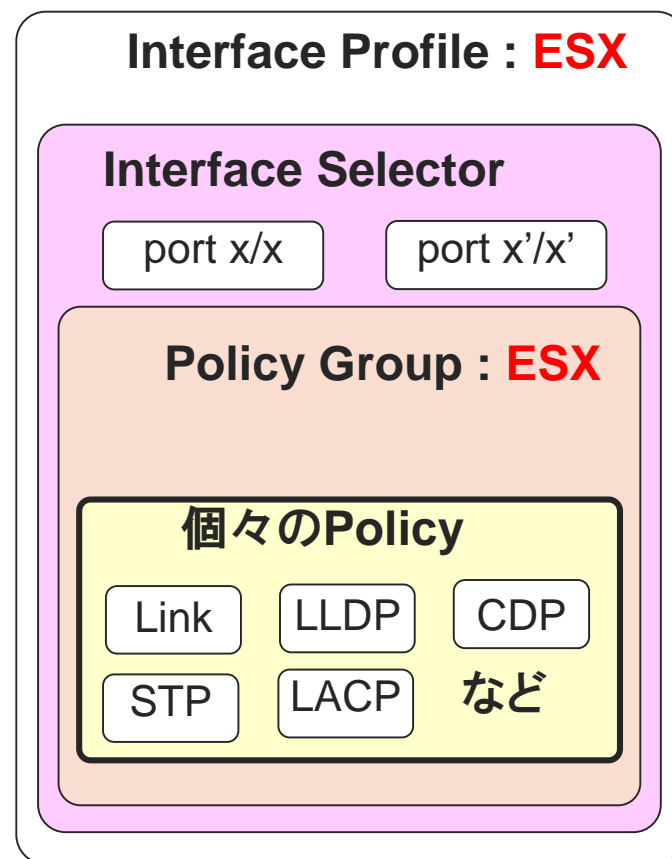 Interface Profile : ESX
Interface Selector
port x/x
port x’/x’
Policy Group : ESX
個々のPolicy
Link
LLDP
CDP
STP
LACP
など